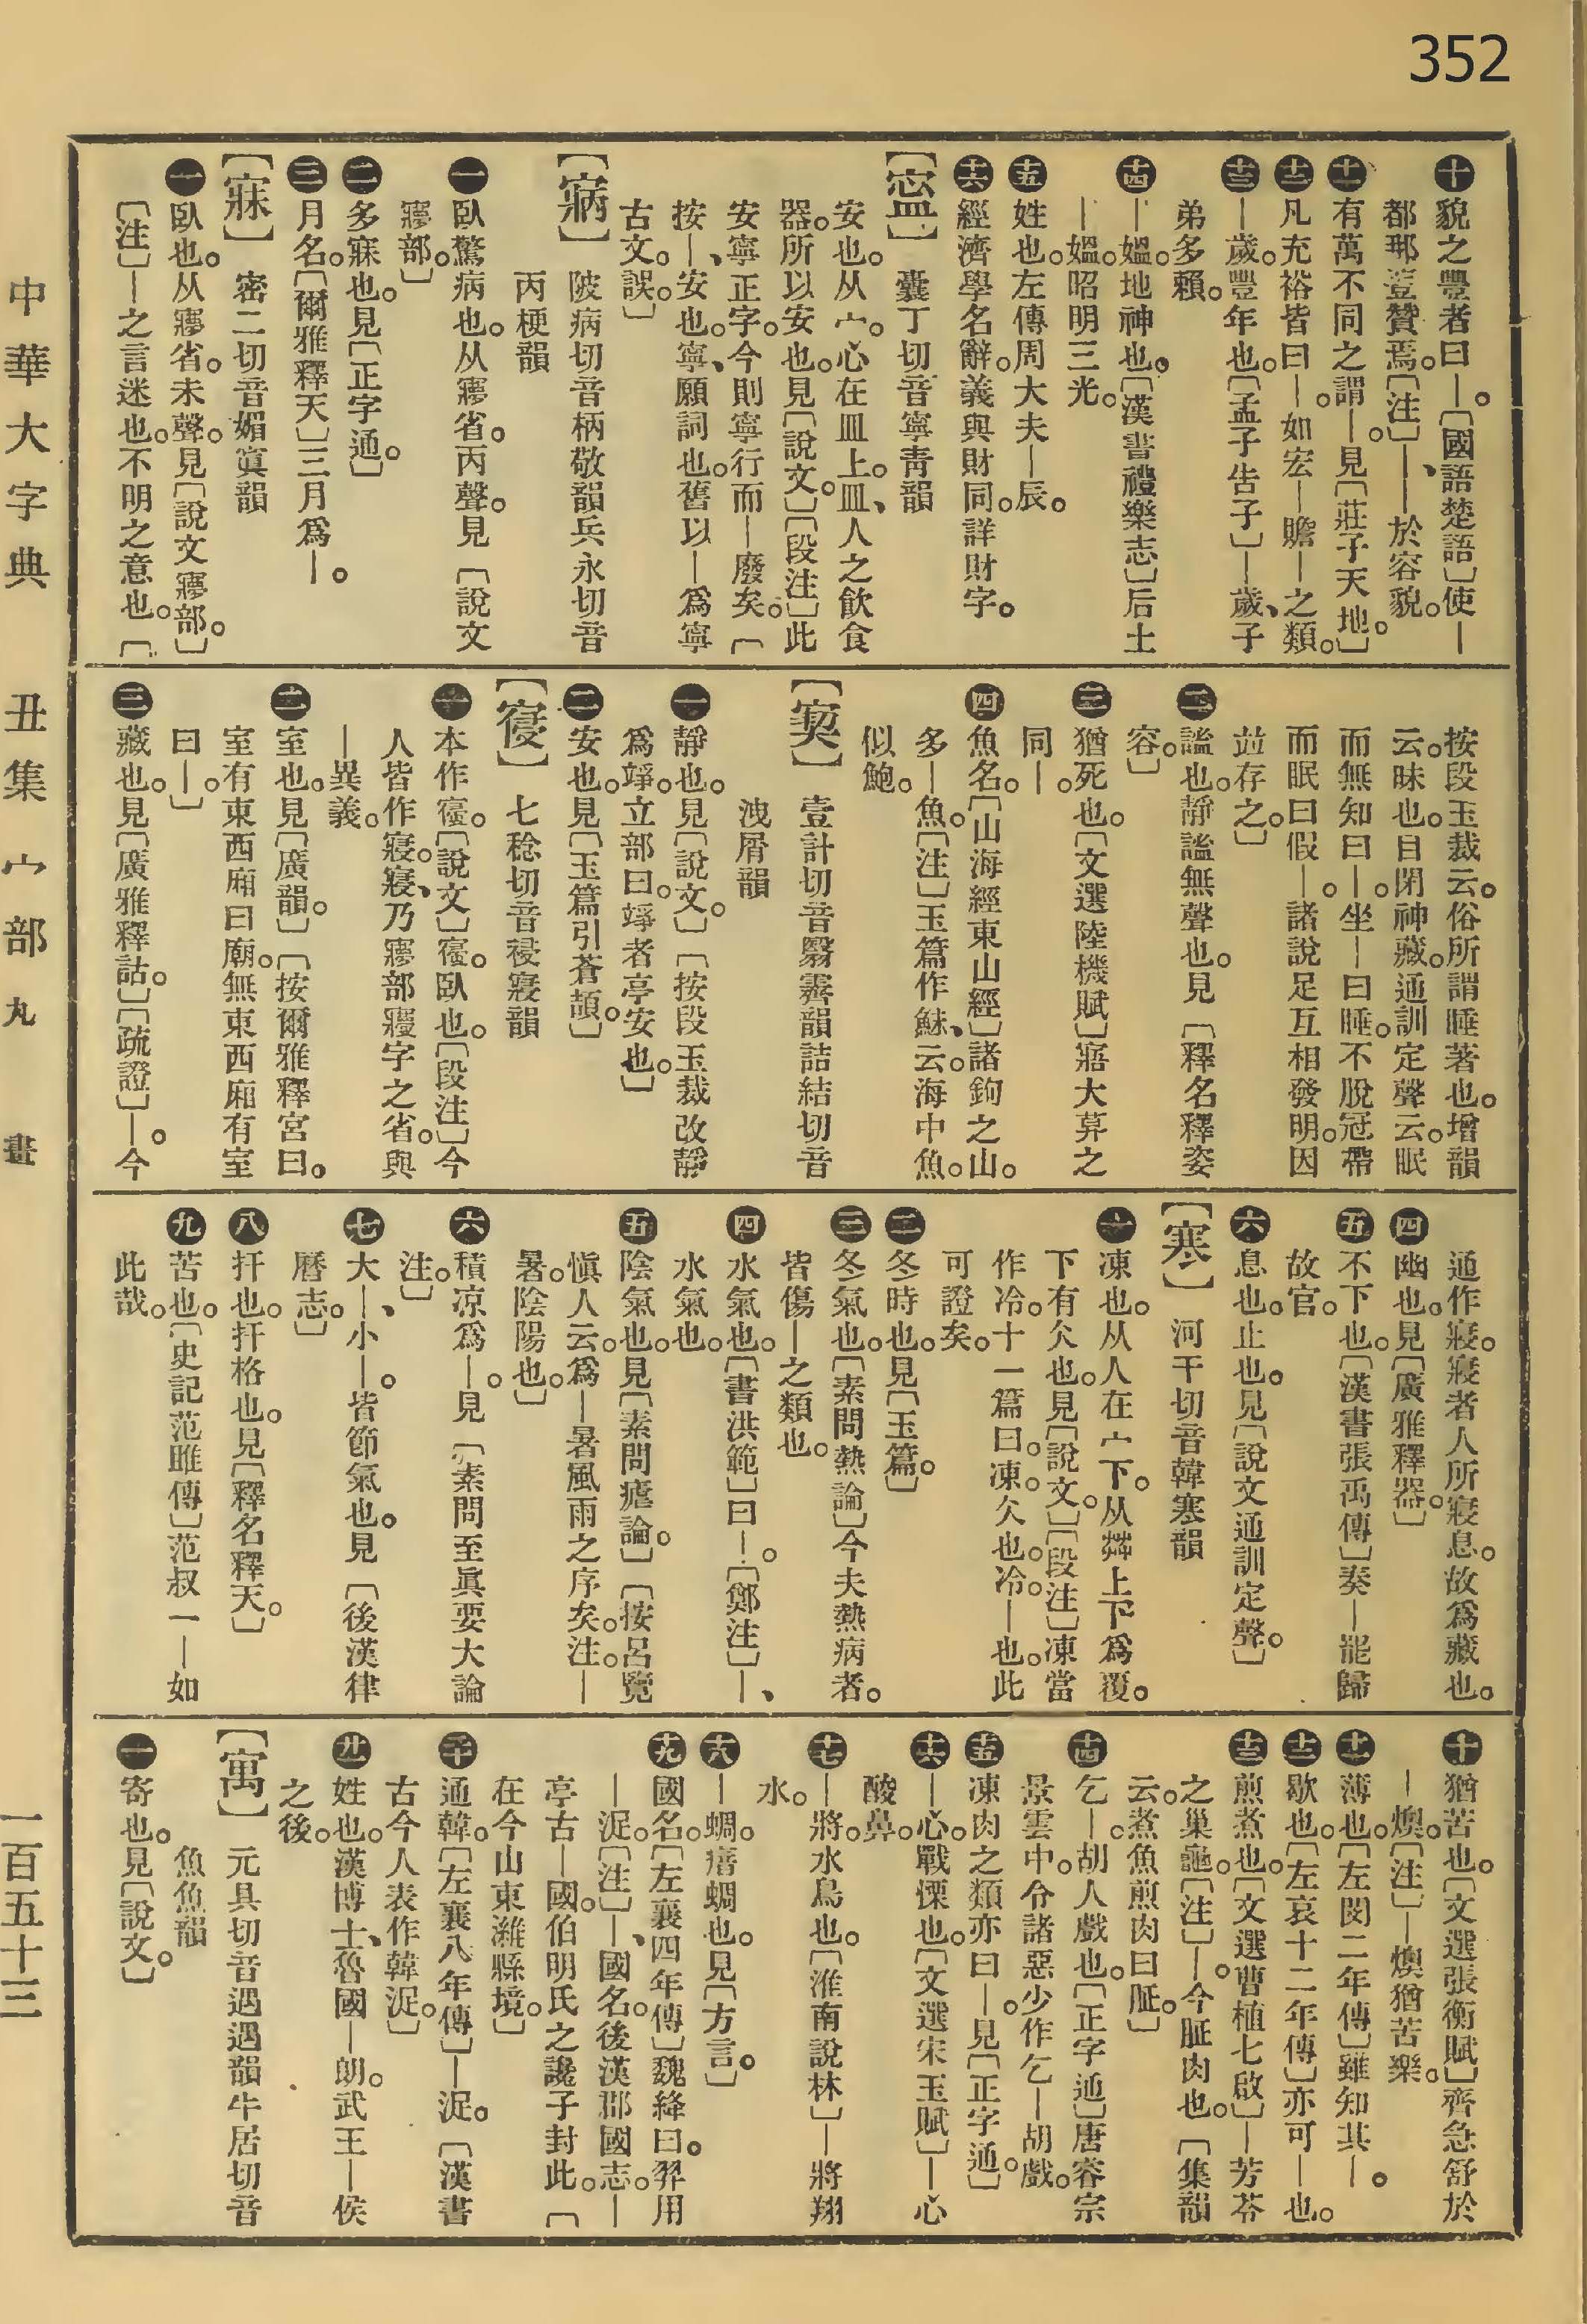 352
中華大字典　丑集　宀部　九畫　一百五十三
十 貌之豐者曰｜。〔國語楚語〕使｜
都那豎贊焉。〔注〕｜、｜於容貌。
十一 有萬不同之謂｜。見〔莊子天地。〕
十二 凡充裕皆曰｜。如宏｜贍｜之類。
十三 ｜歲。豐年也。〔孟子告子〕｜歲、子
弟多賴。
十四 ｜媼。地神也。〔漢書禮樂志〕后土
｜媼。昭明三光。
十五 姓也。左傳周大夫｜辰。
十六 經濟學名辭。義與財同。詳財字。
【寍】　囊丁切音寧靑韻
安也。从宀。心在皿上。皿、人之飮食
器。所以安也。見〔說文。〕〔段注〕此
安寧正字。今則寧行而｜廢矣。〔
按｜、安也。寧、願詞也。舊以｜爲寧
古文。誤。〕
【寎】　陂病切音柄敬韻兵永切音
丙梗韻
一 臥驚病也。从㝱省。丙聲。見〔說文
㝱部。〕
二 多寐也。見〔正字通。〕
三 月名。〔爾雅釋天〕三月爲｜。
【寐】　密二切音媚寘韻
一 臥也。从㝱省。未聲。見〔說文㝱部。〕
〔注〕｜之言迷也。不明之意也。〔
按段玉裁云。俗所謂睡著也。增韻
云。昧也。目閉神藏。通訓定聲云。眠
而無知曰｜。坐｜曰睡。不脫冠帶
而眠曰假｜。諸說足互相發明。因
竝存之。〕
二 謐也。靜謐無聲也。見〔釋名釋姿
容。〕
三 猶死也。〔文選陸機賦〕寤大算之
同｜。
四 魚名。〔山海經東山經〕諸鉤之山。
多｜魚。〔注〕玉篇作鮇、云。海中魚。
似鮑。
【寏】　壹計切音翳霽韻詰結切音
洩屑韻
一 靜也。見〔說文。〕〔按段玉裁改靜
爲竫。立部曰。竫者亭安也。〕
二 安也。見〔玉篇引蒼頡。〕
【寑】　七稔切音寢寑韻
一 本作𡪢。〔說文〕𡪢。臥也。〔段注〕今
人皆作寢。寢、乃㝱部𡪷字之省。與
｜異義。
二 室也。見〔廣韻。〕〔按爾雅釋宮曰。
室有東西廂曰廟。無東西廂有室
曰｜。〕
三 藏也。見〔廣雅釋詁。〕〔疏證〕｜。今
通作寢。寢者人所寢息。故爲藏也。
四 幽也。見〔廣雅釋器。〕
五 不下也。〔漢書張禹傳〕奏｜能歸
故官。
六 息也。止也。見〔說文通訓定聲。〕
【寒】　河干切音韓寒韻
一 凍也。从人在宀下。从茻上下爲覆。
下有仌也。見〔說文。〕〔段注〕凍當
作冷。十一篇曰。凍仌也。冷｜也。此
可證矣。
二 冬時也。見〔玉篇。〕
三 冬氣也。〔素問熱論〕今夫熱病者。
皆傷｜之類也。
四 水氣也。〔書洪範〕曰｜。〔鄭注〕｜、
水氣也。
五 陰氣也。見〔素問瘧論。〕〔按呂覽
愼人云。爲｜暑風雨之序矣。注。｜
暑。陰陽也。〕
六 積凉爲｜。見〔素問至眞要大論
注。〕
七 大｜、小｜。皆節氣也。見〔後漢律
曆志。〕
八 扞也。扞格也。見〔釋名釋天。〕
九 苦也。〔史記范雎傳〕范叔一｜如
此哉。
十 猶苦也。〔文選張衡賦〕齊急舒於
｜燠。〔注〕｜燠猶苦樂。
十一 薄也。〔左閔二年傳〕雖知其｜。
十二 歇也。〔左哀十二年傳〕亦可｜也。
十三 煎煮也。〔文選曹植七啟〕｜芳苓
之巢龜。〔注〕｜。今胚肉也。〔集韻
云。煮魚煎肉曰胚。〕
十四 乞｜。胡人戲也。〔正字通〕唐睿宗
景雲中。令諸惡少作乞｜胡戲。
十五 凍肉之類亦曰｜。見〔正字通。〕
十六 ｜心。戰慄也。〔文選宋玉賦〕｜心
酸鼻。
十七 ｜將。水鳥也。〔淮南說林〕｜將翔
水。
十八 ｜蜩。瘖蜩也。見〔方言。〕
十九 國名。〔左襄四年傳〕魏絳曰。羿用
｜浞。〔注〕｜、國名。後漢郡國志。｜
亭古｜國。伯明氏之讒子封此。〔
在今山東濰縣境。〕
二十 通韓。〔左襄八年傳〕｜浞。〔漢書
古今人表作韓浞。〕
廿一 姓也。漢博士、魯國｜朗。武王｜侯
之後。
【寓】　元具切音遇遇韻牛居切音
魚魚韻
一 寄也。見〔說文。〕